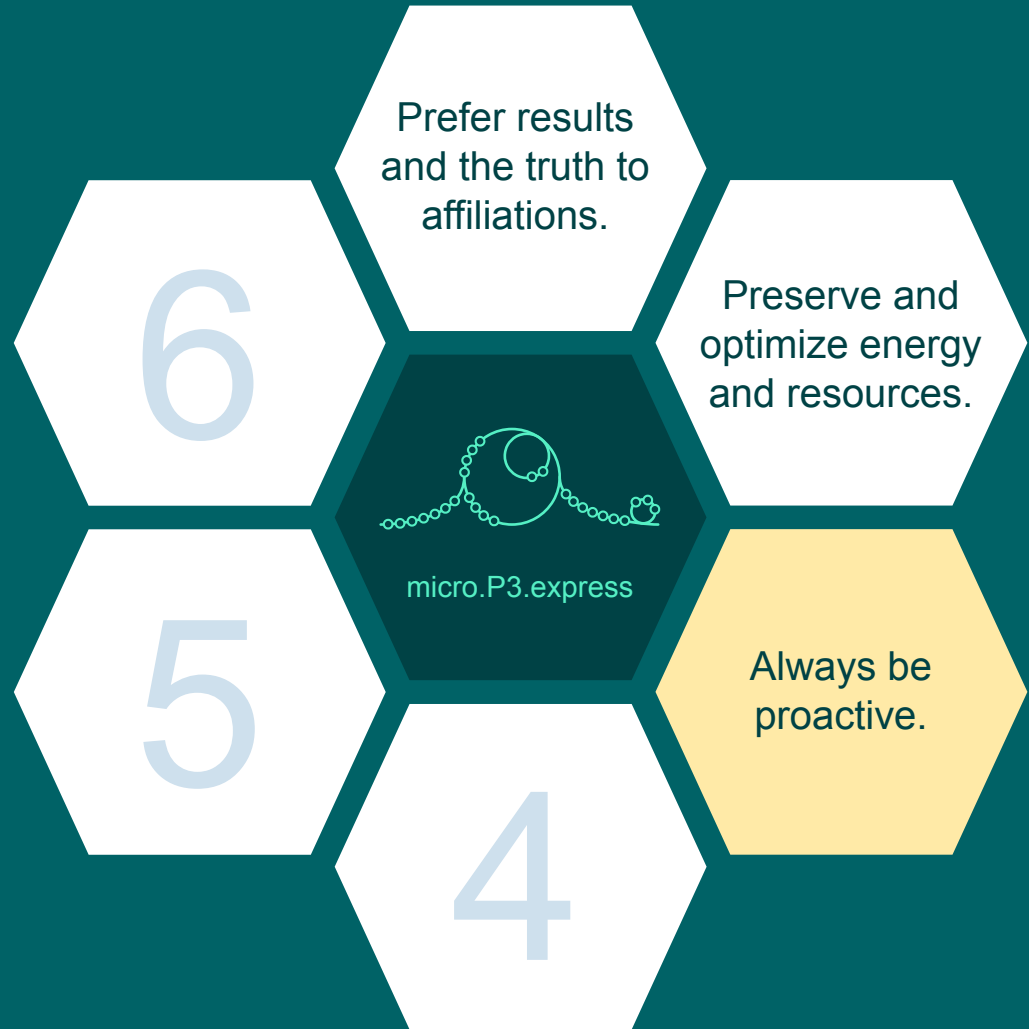 Prefer results
and the truth to
affiliations.
Preserve and
optimize energy
and resources.
Always be
proactive.
4
5
6
micro.P3.express